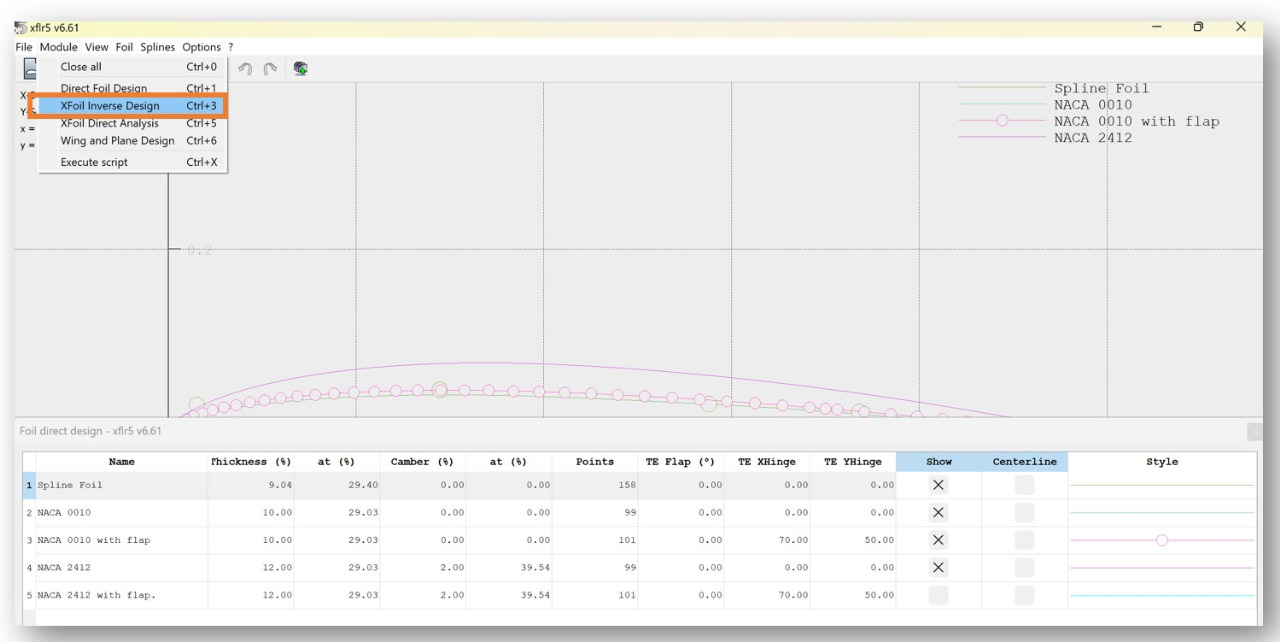 xflr5 v6.61
File Module View Foil Splines Options ?
Close all Ctrl+0
Direct Foil Design Ctrl+1
XFoil Inverse Design Ctrl+3
XFoil Direct Analysis Ctrl+5
Wing and Plane Design Ctrl+6
Execute script Ctrl+X
x =
y =
Spline Foil
NACA 0010
NACA 0010 with flap
NACA 2412
0.2
Foil direct design - xflr5 v6.61
Name Thickness (%) at (%) Camber (%) at (%) Points TE Flap (°) TE XHinge TE YHinge Show Centerline Style
1 Spline Foil 9.04 29.40 0.00 0.00 158 0.00 0.00 0.00
2 NACA 0010 10.00 29.03 0.00 0.00 99 0.00 0.00 0.00
3 NACA 0010 with flap 10.00 29.03 0.00 0.00 101 0.00 70.00 50.00
4 NACA 2412 12.00 29.03 2.00 39.54 99 0.00 0.00 0.00
5 NACA 2412 with flap. 12.00 29.03 2.00 39.54 101 0.00 70.00 50.00